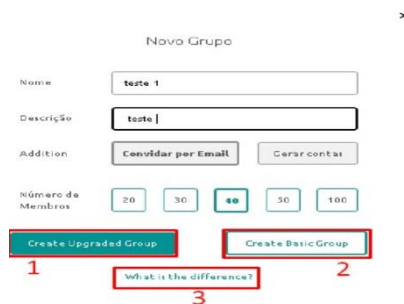 ×
Novo Grupo
Nome teste 1
Descrição teste
Addition Convidar por Email Gerar contas
Número de
Membros 20 30 40 50 100
Create Upgraded Group Create Basic Group
1 2
What is the difference?
3